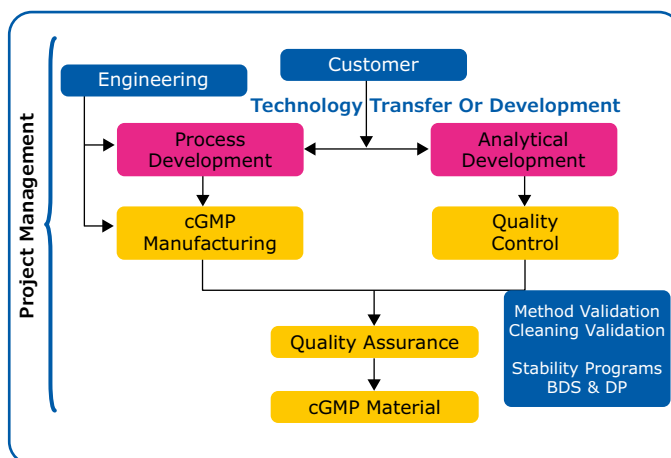 Project Management
Engineering
Customer
Technology Transfer Or Development
Process
Development
Analytical
Development
cGMP
Manufacturing
Quality
Control
Method Validation
Cleaning Validation
Stability Programs
BDS & DP
Quality Assurance
cGMP Material